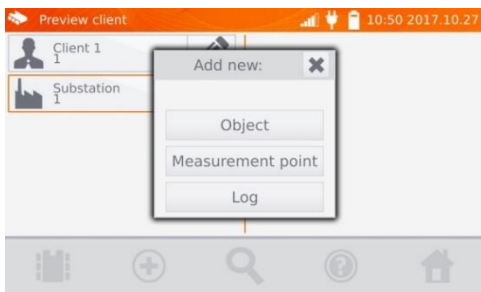 Preview client
10:50 2017.10.27
Client 1
1
Substation
1
Add new:
Object
Measurement point
Log